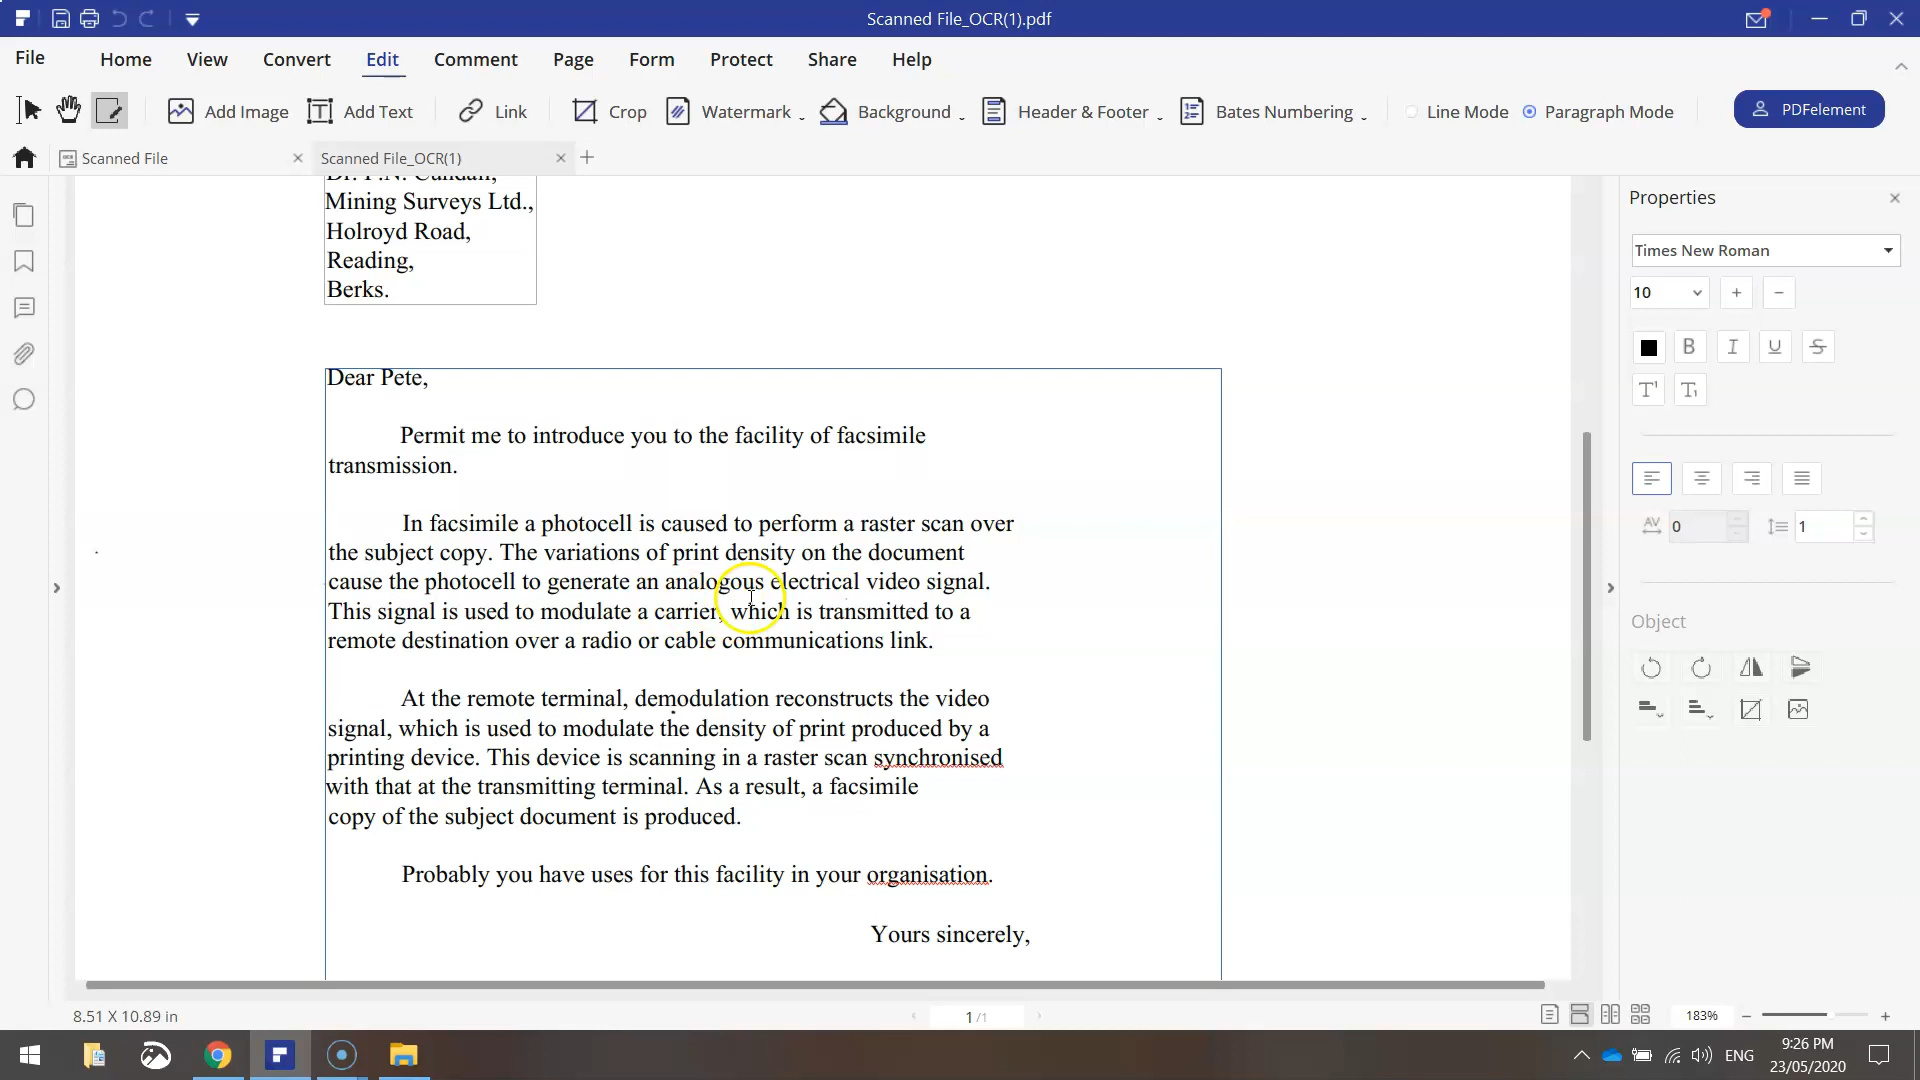 Scanned File_OCR(1).pdf
File
Home
View
Convert
Edit
Comment
Page
Form
Protect
Share
Help
Add Image
Add Text
Link
Crop
Watermark
Background
Header & Footer
Bates Numbering
Line Mode
Paragraph Mode
PDFelement
Scanned File
Scanned File_OCR(1)
Mining Surveys Ltd.,
Holroyd Road,
Reading,
Berks.
Dear Pete,
Permit me to introduce you to the facility of facsimile
transmission.
In facsimile a photocell is caused to perform a raster scan over
the subject copy. The variations of print density on the document
cause the photocell to generate an analogous electrical video signal.
This signal is used to modulate a carrier, which is transmitted to a
remote destination over a radio or cable communications link.
At the remote terminal, demodulation reconstructs the video
signal, which is used to modulate the density of print produced by a
printing device. This device is scanning in a raster scan synchronised
with that at the transmitting terminal. As a result, a facsimile
copy of the subject document is produced.
Probably you have uses for this facility in your organisation.
Yours sincerely,
Properties
Times New Roman
10
B I U S
T' T₁
AV 0
1
Object
8.51 X 10.89 in
1 /1
183%
ENG
9:26 PM
23/05/2020